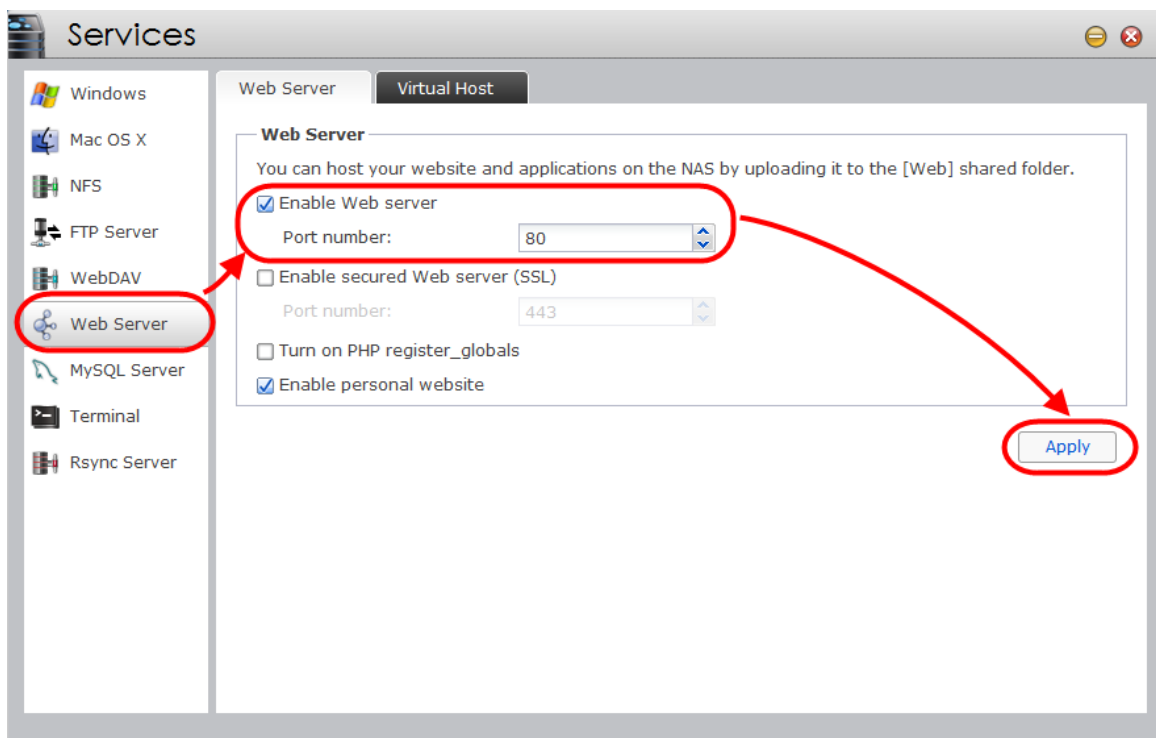 Services
Windows
Mac OS X
NFS
FTP Server
WebDAV
Web Server
MySQL Server
Terminal
Rsync Server
Web Server
Virtual Host
Web Server
You can host your website and applications on the NAS by uploading it to the [Web] shared folder.
Enable Web server
Port number: 80
Enable secured Web server (SSL)
Port number: 443
Turn on PHP register_globals
Enable personal website
Apply